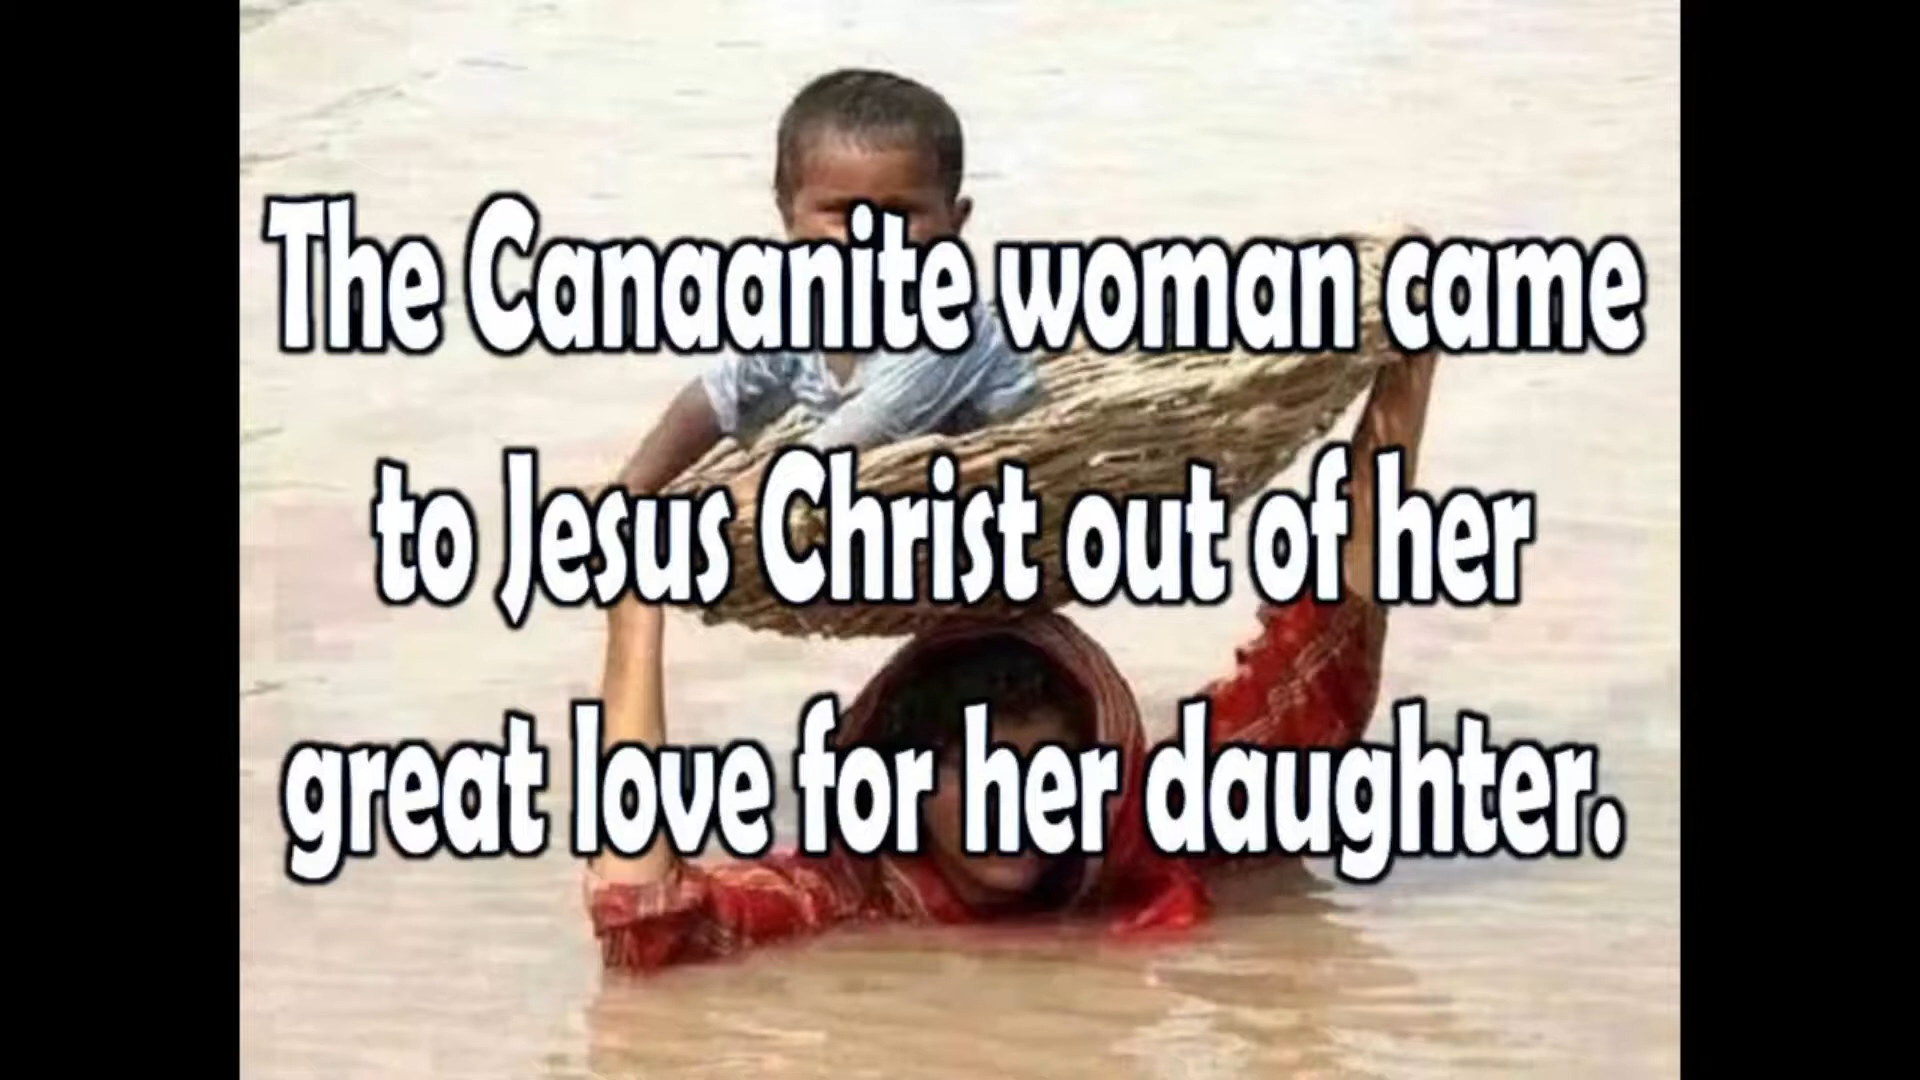 The Canaanite woman came
to Jesus Christ out of her
great love for her daughter.